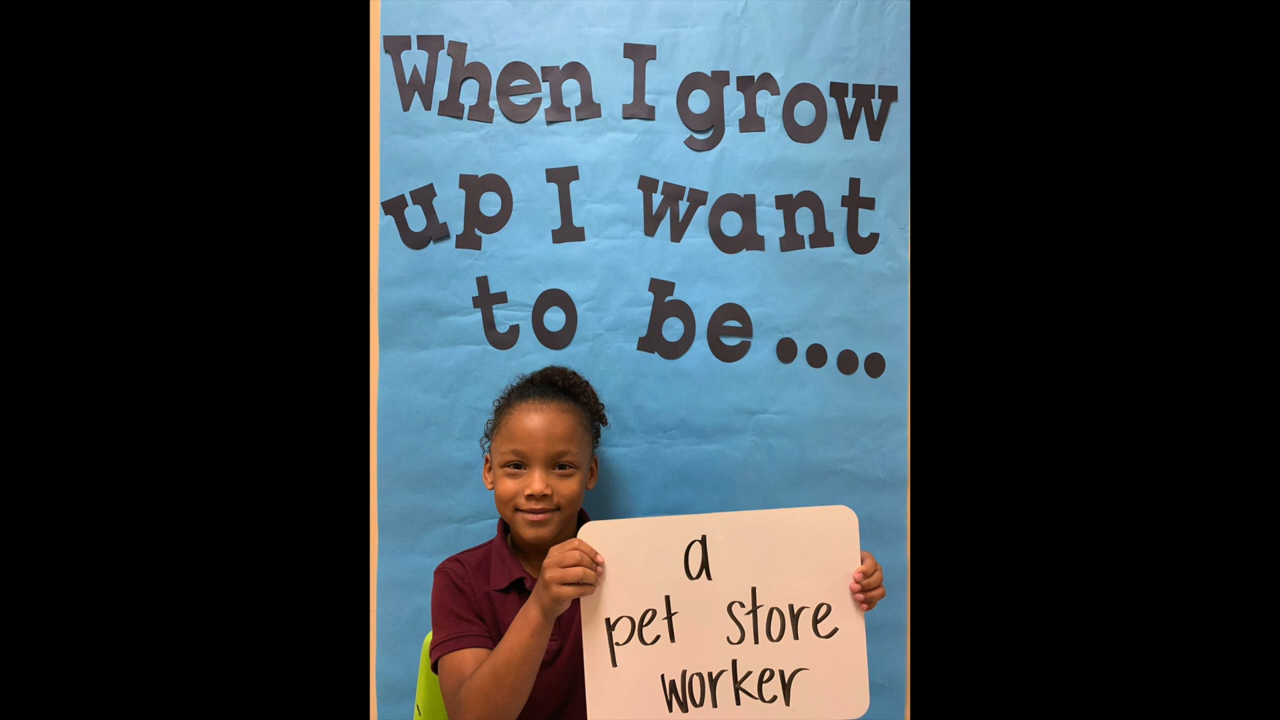 When I grow
up I want
to be....
a
pet store
worker